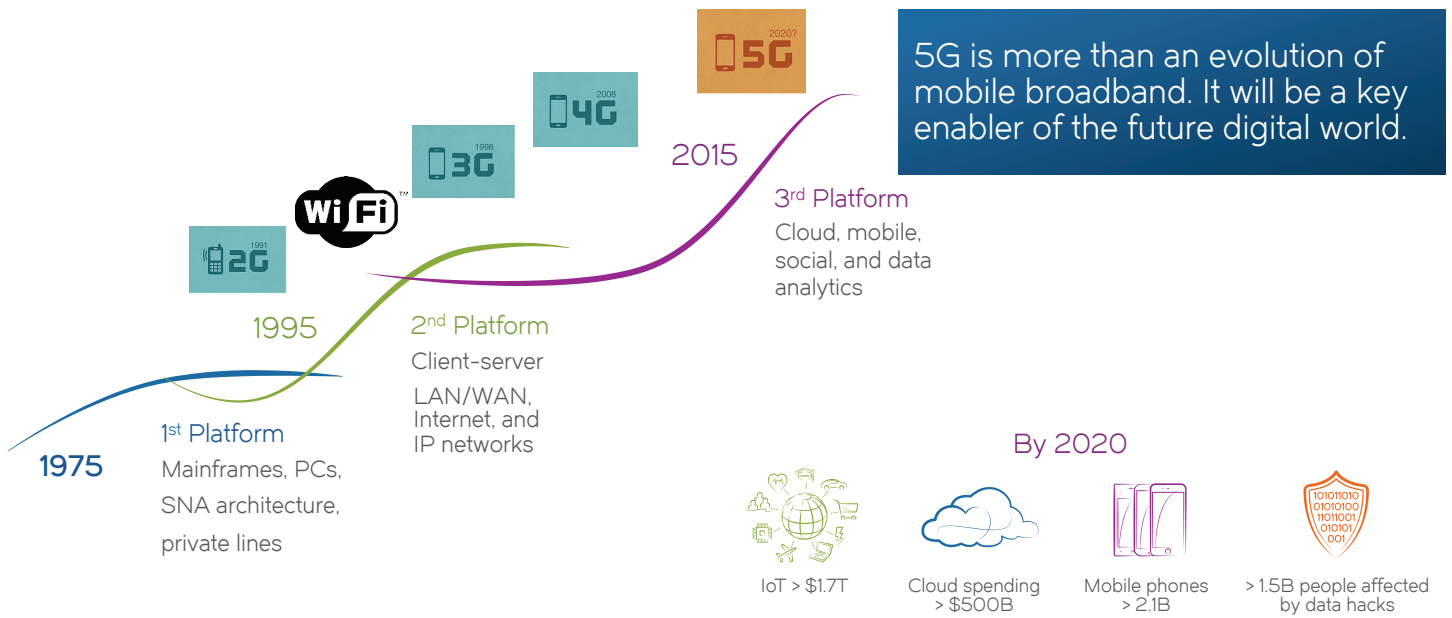 2020?
5G
2008
4G
1998
3G
Wi Fi™
1991
2G
5G is more than an evolution of
mobile broadband. It will be a key
enabler of the future digital world.
2015
3rd Platform
Cloud, mobile,
social, and data
analytics
1995
2nd Platform
Client-server
LAN/WAN,
Internet, and
IP networks
1975
1st Platform
Mainframes, PCs,
SNA architecture,
private lines
By 2020
IoT > $1.7T
Cloud spending
> $500B
Mobile phones
> 2.1B
101011010
01010100
11011001
010101
001
> 1.5B people affected
by data hacks